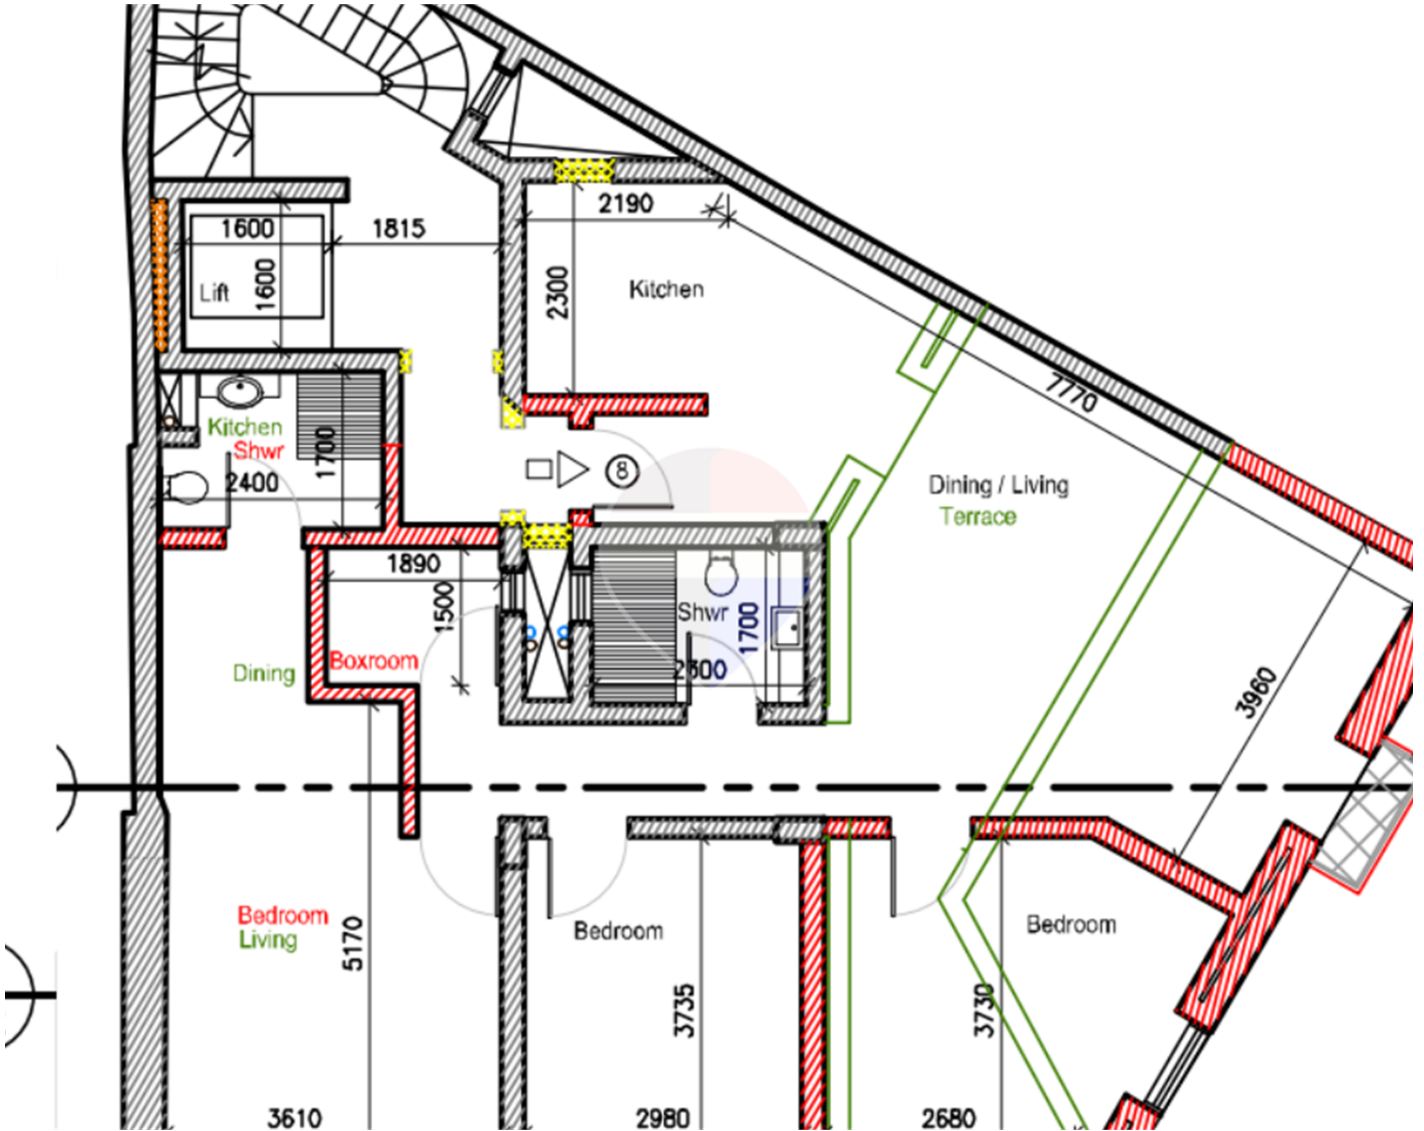 2190
1600
1815
1600
Lift
2300
Kitchen
7770
Kitchen
Shwr
1700
2400
8
Dining / Living
Terrace
1890
1500
Shwr
1700
2300
Boxroom
Dining
3960
Bedroom
Living
5170
Bedroom
Bedroom
3735
3730
3610
2980
2680